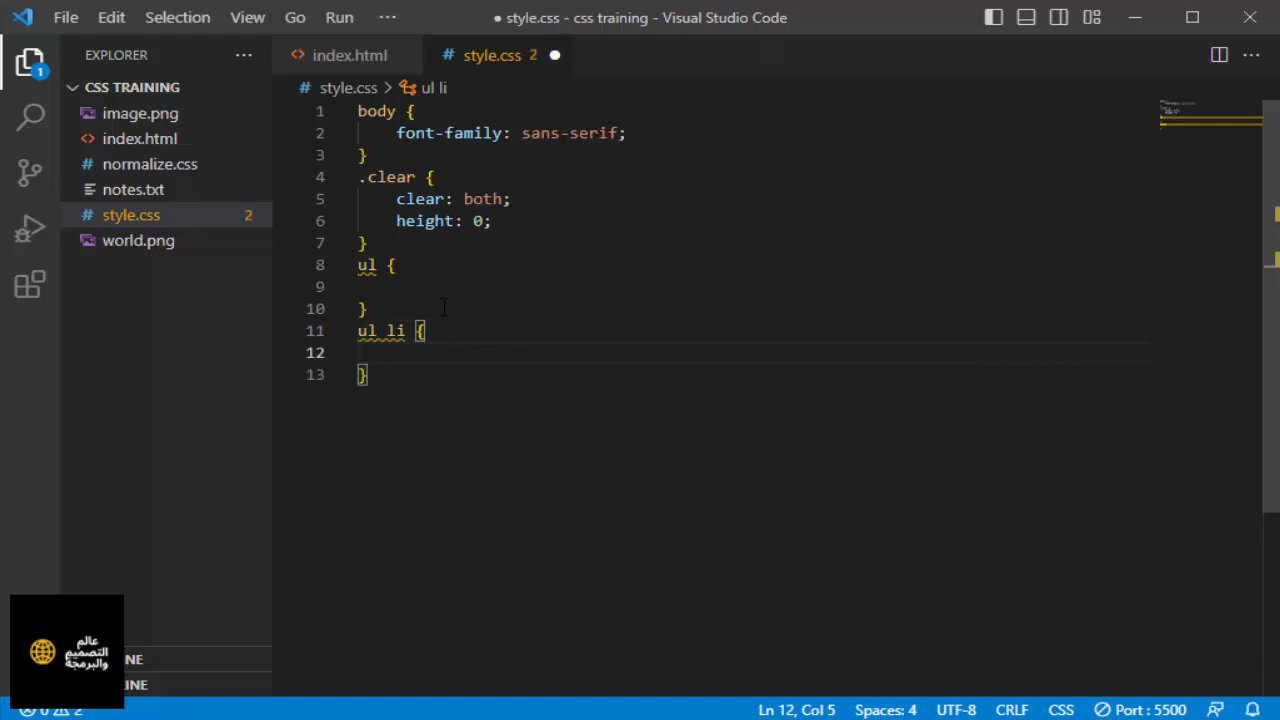 File Edit Selection View Go Run ··· ● style.css - css training - Visual Studio Code
1
EXPLORER ···
CSS TRAINING
image.png
index.html
normalize.css
notes.txt
style.css 2
world.png
NE
LINE
<> index.html
# style.css 2 ●
# style.css > ul li
1 body {
2     font-family: sans-serif;
3 }
4 .clear {
5     clear: both;
6     height: 0;
7 }
8 ul {
9
10 }
11 ul li {
12
13 }
عالم
التصميم
والبرمجة
0 2
Ln 12, Col 5 Spaces: 4 UTF-8 CRLF CSS Port : 5500